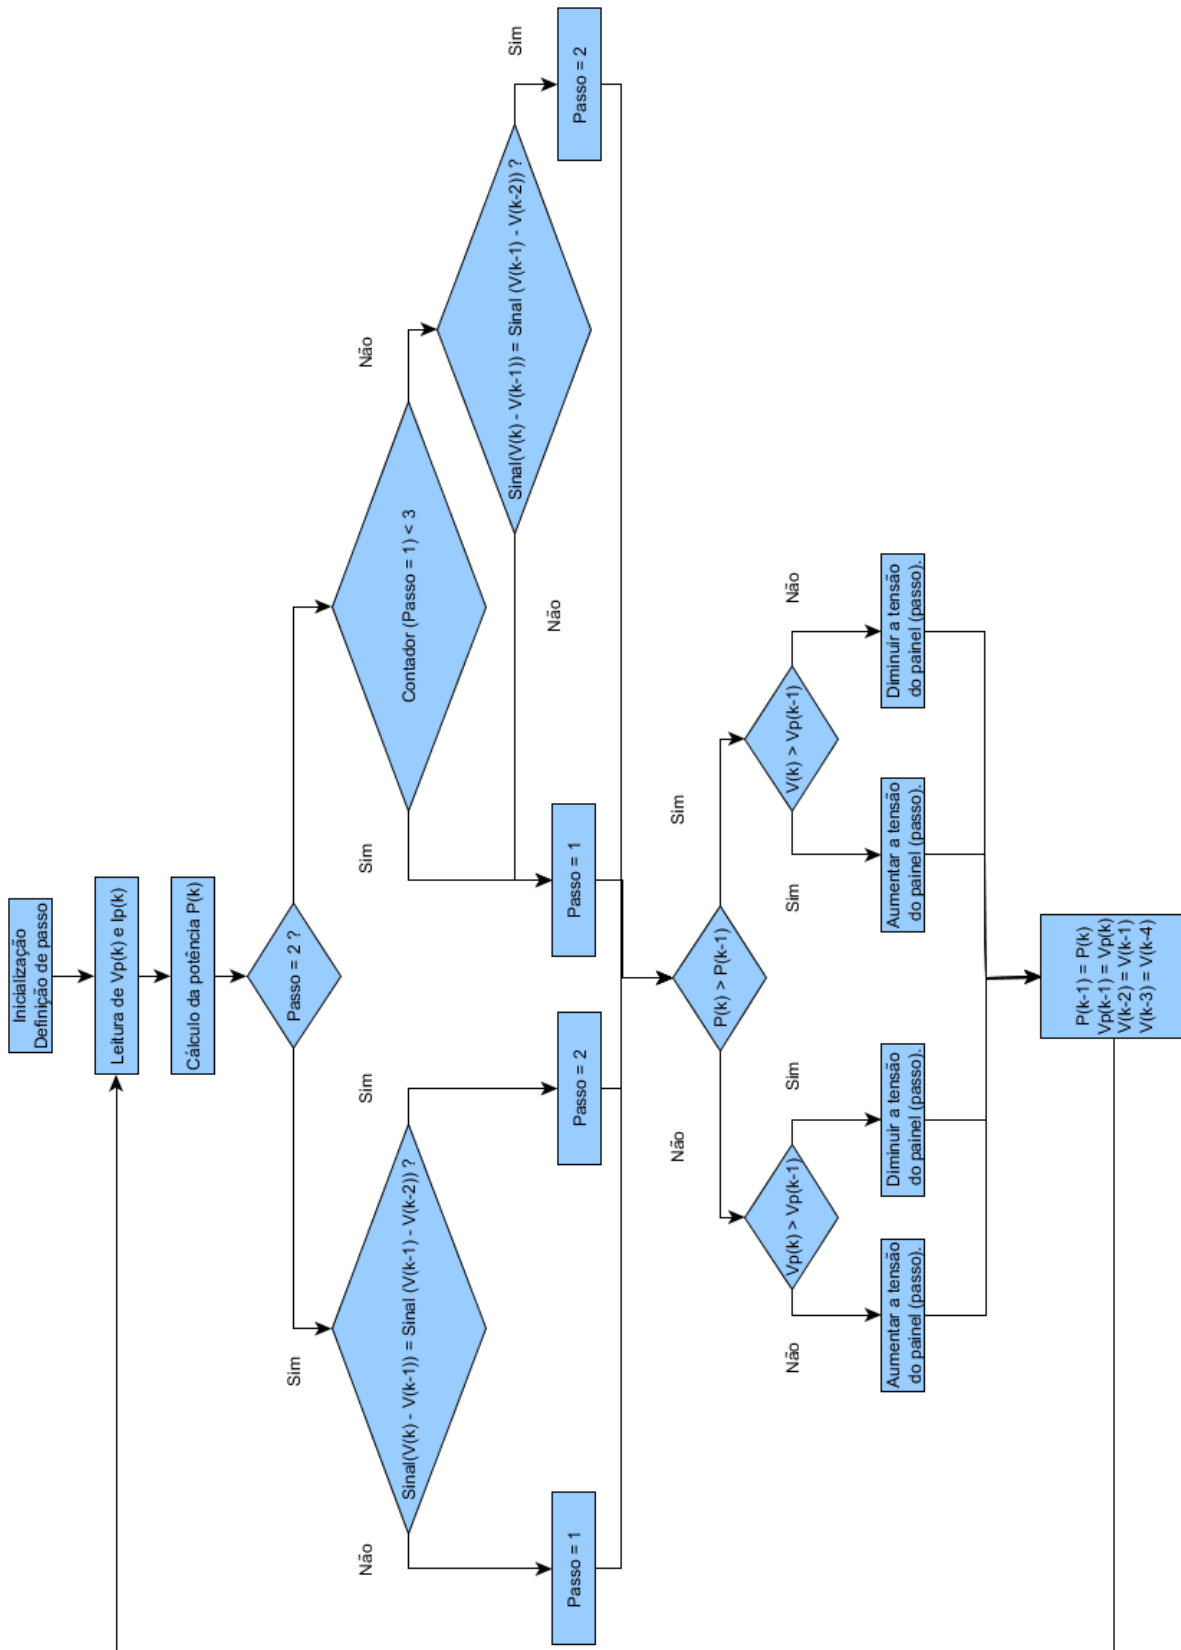 Inicialização
Definição de passo
Leitura de Vp(k) e Ip(k)
Cálculo da potência P(k)
Passo = 2 ?
Sim
Sinal(V(k) - V(k-1)) = Sinal (V(k-1) - V(k-2)) ?
Contador (Passo = 1) < 3
Não
Sim
Sim
Não
Sinal(V(k) - V(k-1)) = Sinal (V(k-1) - V(k-2)) ?
Não
Sim
Passo = 1
Passo = 2
Passo = 1
Passo = 2
P(k) > P(k-1)
Não
Sim
Vp(k) > Vp(k-1)
V(k) > Vp(k-1)
Não
Sim
Sim
Não
Aumentar a tensão
do painel (passo).
Diminuir a tensão
do painel (passo).
Aumentar a tensão
do painel (passo).
Diminuir a tensão
do painel (passo).
P(k-1) = P(k)
Vp(k-1) = Vp(k)
V(k-2) = V(k-1)
V(k-3) = V(k-4)